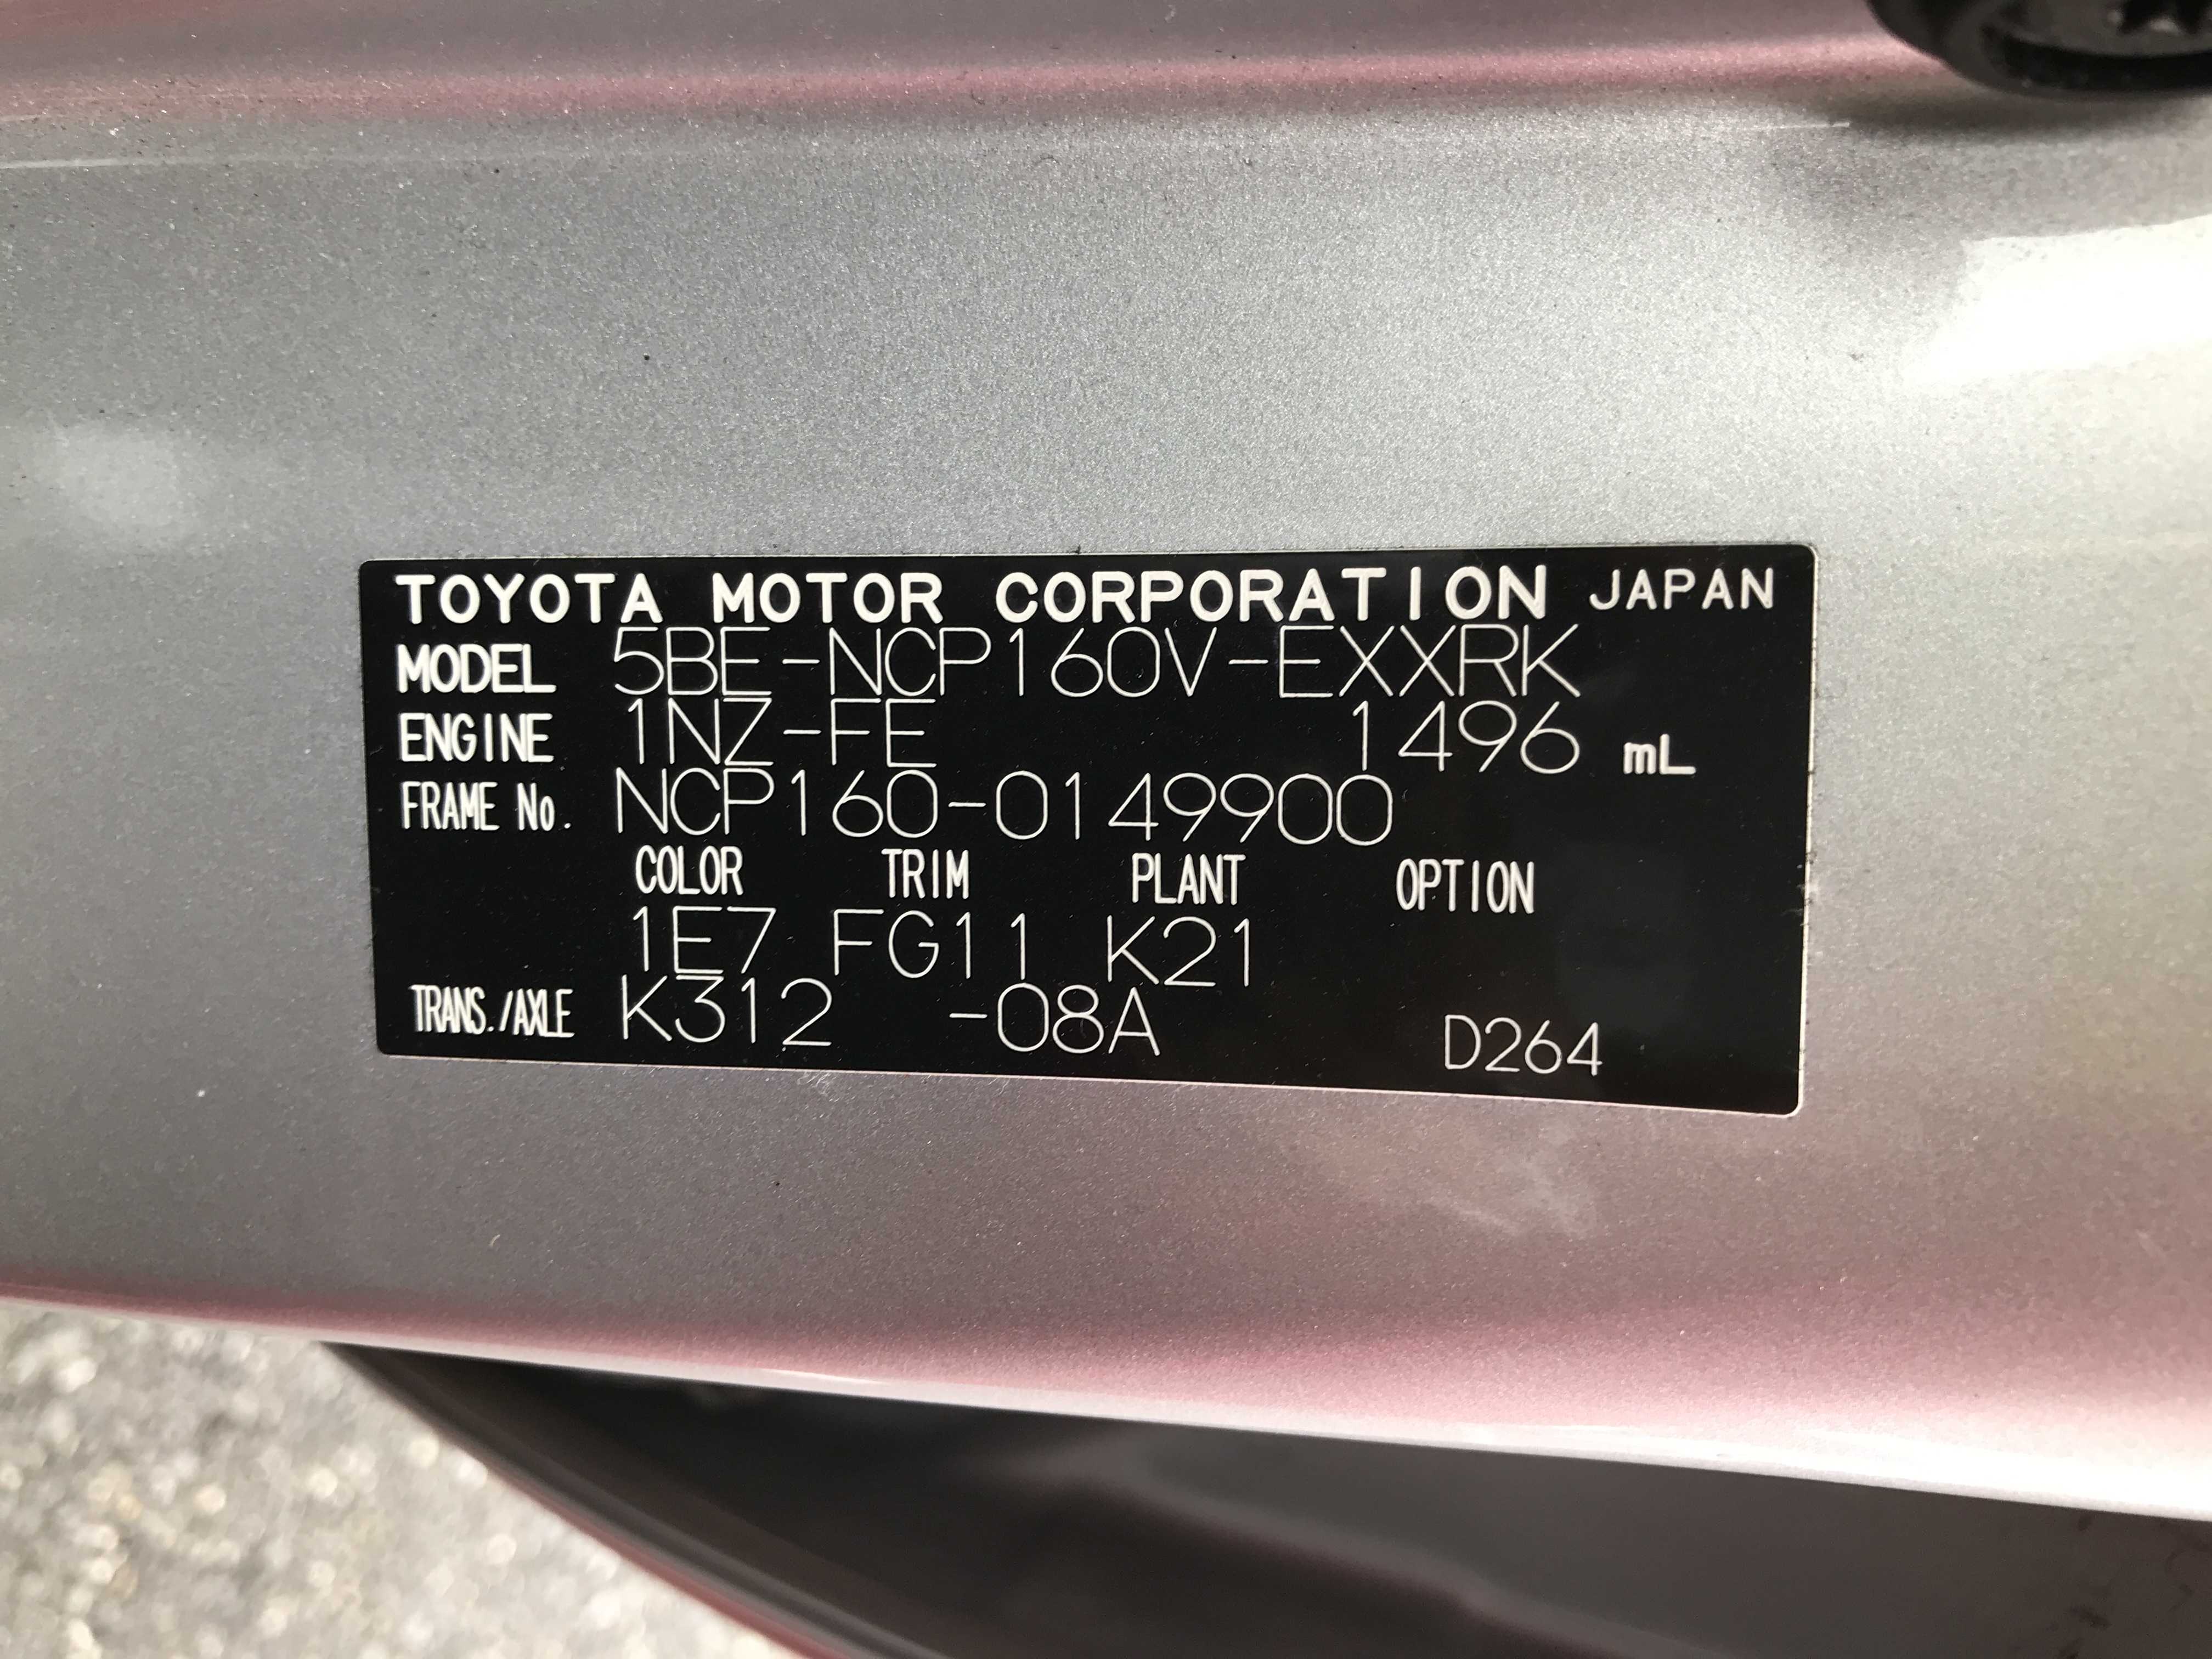 TOYOTA MOTOR CORPORATION JAPAN
MODEL 5BE-NCP160V-EXXRK
ENGINE 1NZ-FE 1496 mL
FRAME No. NCP160-0149900
COLOR TRIM PLANT OPTION
1E7 FG11 K21
TRANS./AXLE K312 -08A D264